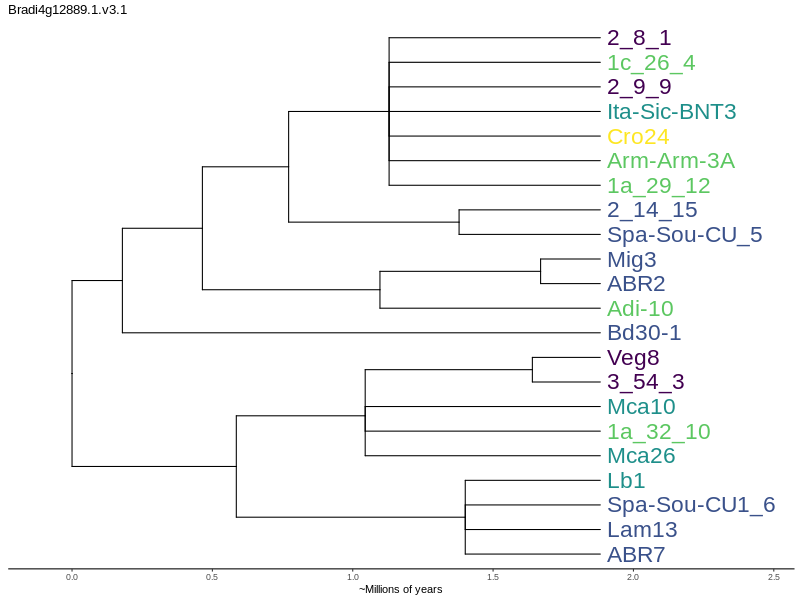 Bradi4g12889.1.v3.1
2_8_1
1c_26_4
2_9_9
Ita-Sic-BNT3
Cro24
Arm-Arm-3A
1a_29_12
2_14_15
Spa-Sou-CU_5
Mig3
ABR2
Adi-10
Bd30-1
Veg8
3_54_3
Mca10
1a_32_10
Mca26
Lb1
Spa-Sou-CU1_6
Lam13
ABR7
0.0 0.5 1.0 1.5 2.0 2.5
~Millions of years